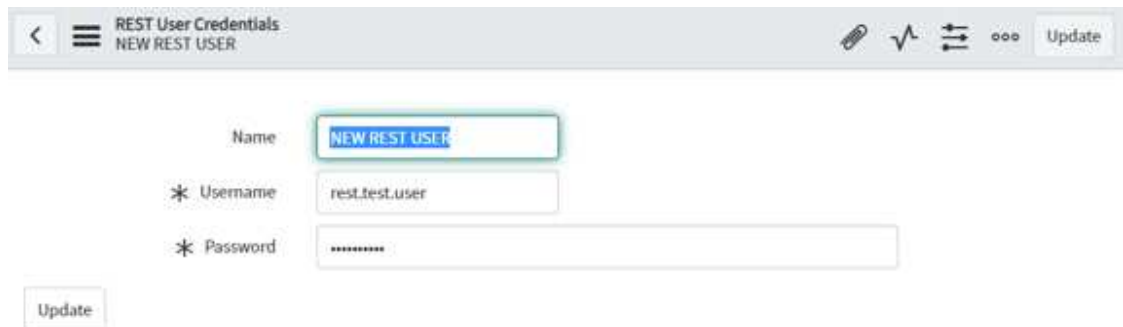 REST User Credentials
NEW REST USER
Update
Name
NEW REST USER
* Username
rest.test.user
* Password
••••••••••
Update